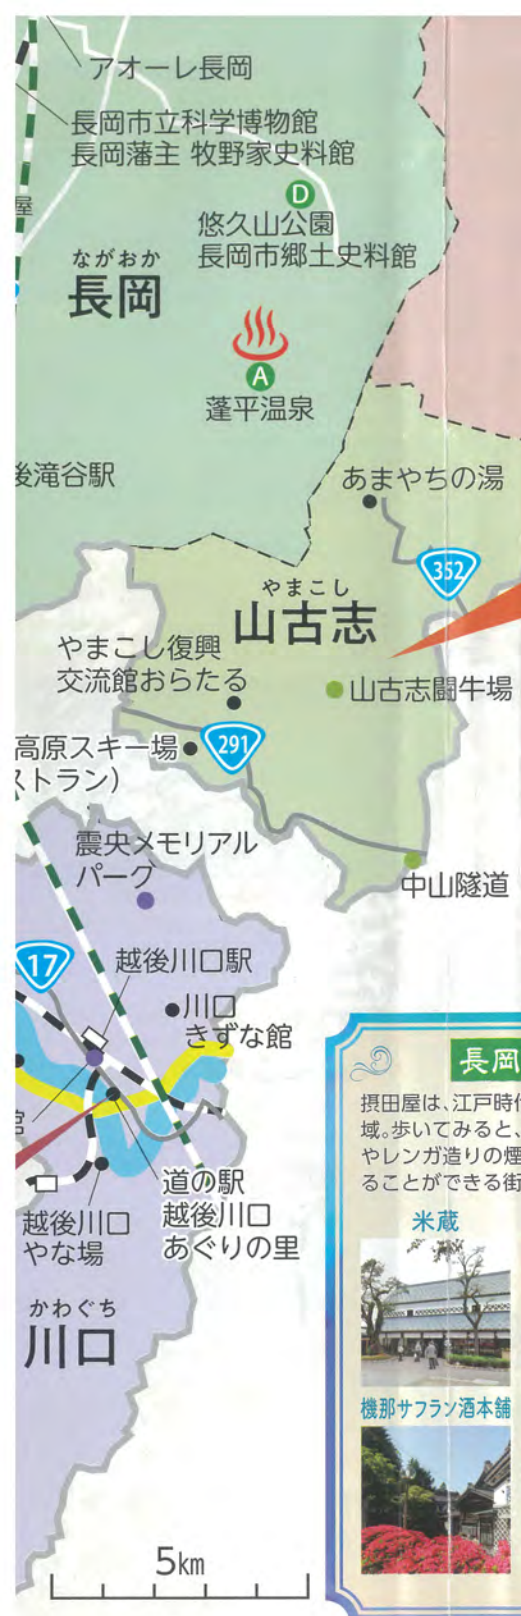 アオーレ長岡
長岡市立科学博物館
長岡藩主 牧野家史料館
屋
D
悠久山公園
長岡市郷土史料館
ながおか
長岡
A
蓬平温泉
後滝谷駅
あまやちの湯
352
やまこし
山古志
やまこし復興
交流館おらたる
山古志闘牛場
高原スキー場
ストラン)
291
震央メモリアル
パーク
中山隧道
17
越後川口駅
川口
きずな館
館
道の駅
越後川口
あぐりの里
越後川口
やな場
かわぐち
川口
5km
長岡
摂田屋は、江戸時代
域。歩いてみると、
やレンガ造りの煙
ることができる街
米蔵
機那サフラン酒本舗